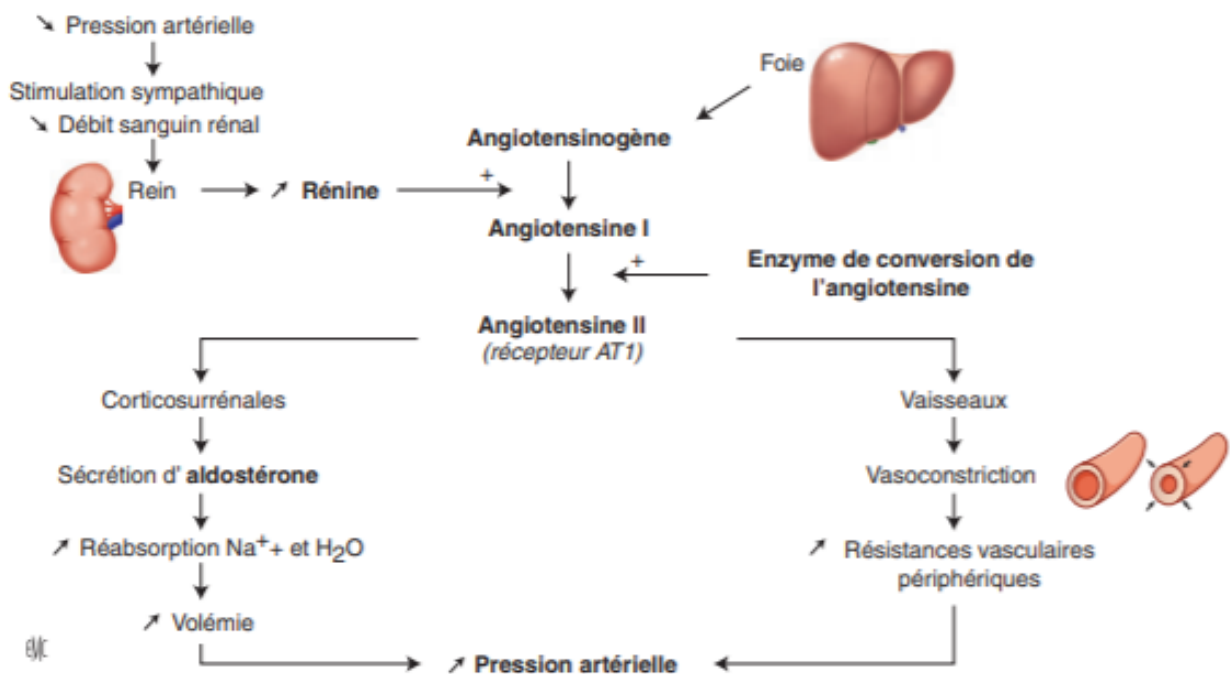 ↘ Pression artérielle
Stimulation sympathique
↘ Débit sanguin rénal
Rein
↗ Rénine
+
Foie
Angiotensinogène
Angiotensine I
+
Enzyme de conversion de
l'angiotensine
Angiotensine II
(récepteur AT1)
Corticosurrénales
Sécrétion d' aldostérone
↗ Réabsorption Na⁺+ et H₂O
↗ Volémie
Vaisseaux
Vasoconstriction
↗ Résistances vasculaires
périphériques
↗ Pression artérielle
EMC